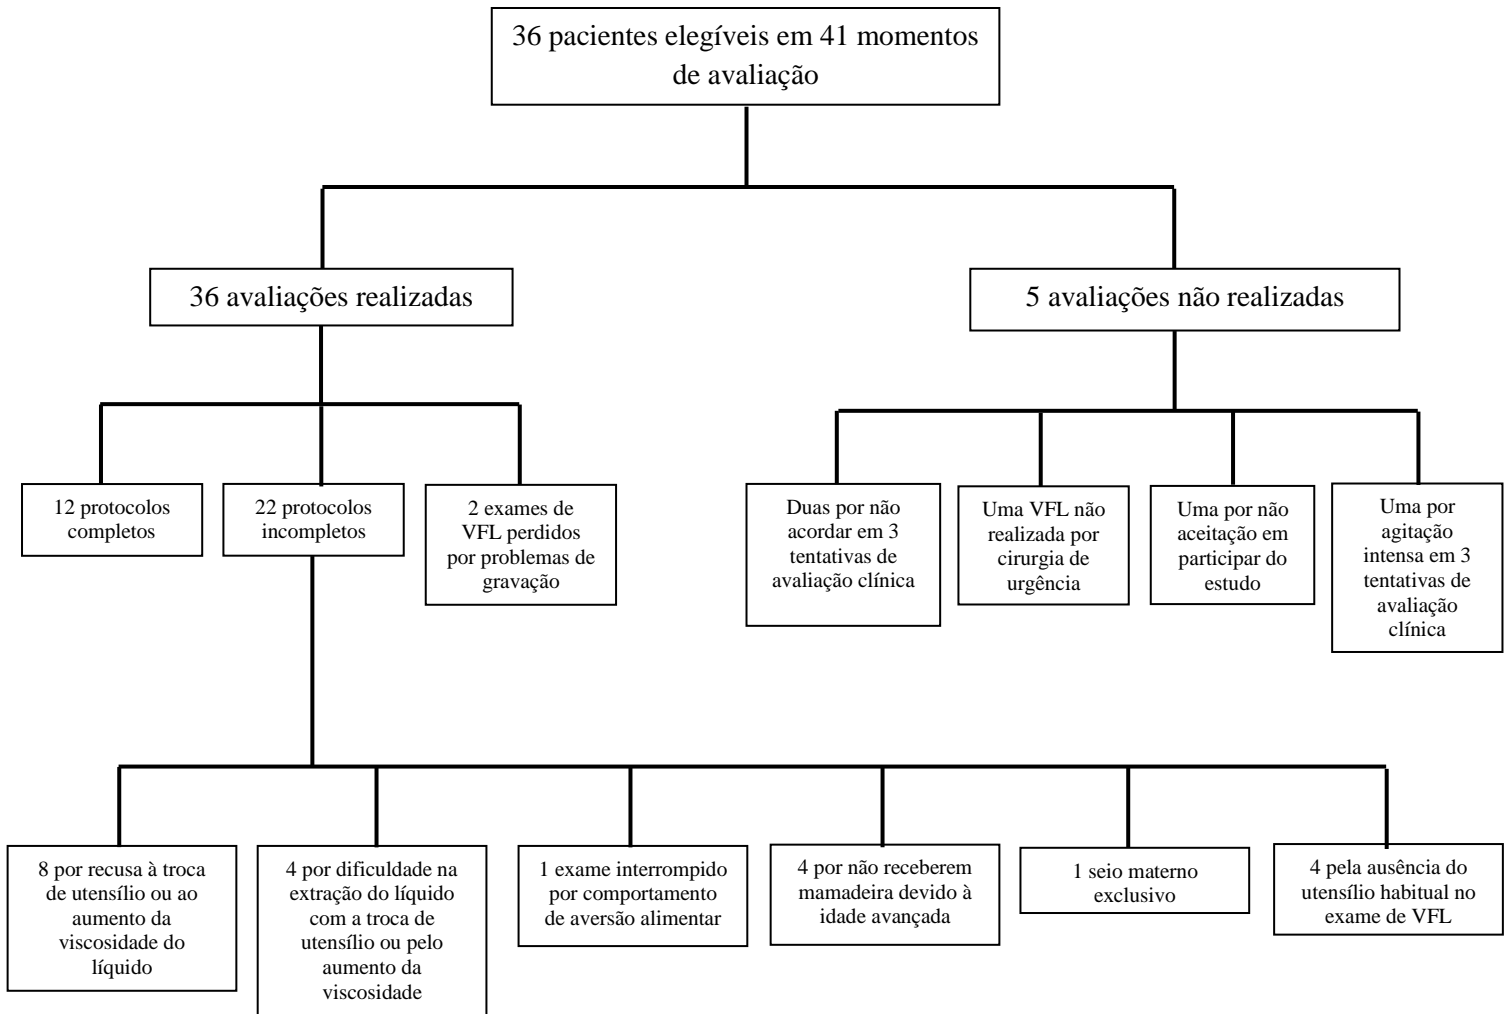 36 pacientes elegíveis em 41 momentos
de avaliação
36 avaliações realizadas
5 avaliações não realizadas
12 protocolos
completos
22 protocolos
incompletos
2 exames de
VFL perdidos
por problemas de
gravação
Duas por não
acordar em 3
tentativas de
avaliação clínica
Uma VFL não
realizada por
cirurgia de
urgência
Uma por não
aceitação em
participar do
estudo
Uma por
agitação
intensa em 3
tentativas de
avaliação
clínica
8 por recusa à troca
de utensílio ou ao
aumento da
viscosidade do
líquido
4 por dificuldade na
extração do líquido
com a troca de
utensílio ou pelo
aumento da
viscosidade
1 exame interrompido
por comportamento
de aversão alimentar
4 por não receberem
mamadeira devido à
idade avançada
1 seio materno
exclusivo
4 pela ausência do
utensílio habitual no
exame de VFL